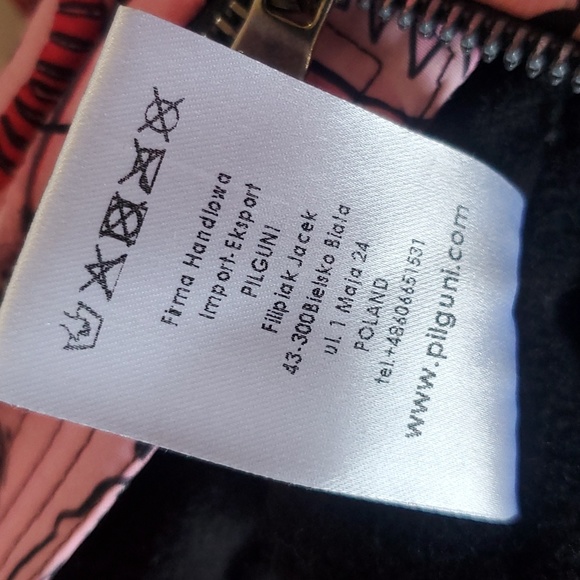 Firma Handlowa
Import-Eksport
PILGUNI
Filipiak Jacek
43-300Bielsko Biala
ul.1 Maja 24
POLAND
tel.+48606651531
www.pilguni.com